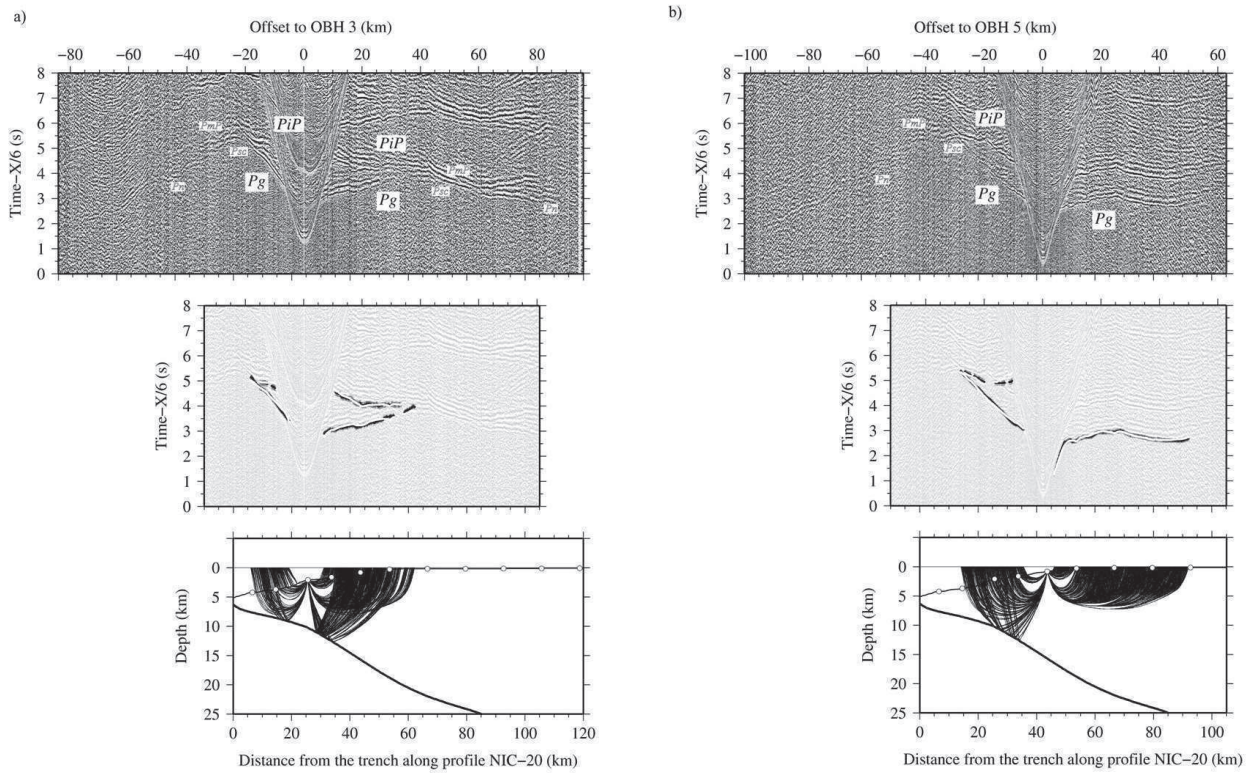 a)
Offset to OBH 3 (km)
−80 −60 −40 −20 0 20 40 60 80
8
7
6
5
4
3
2
1
0
Time−X/6 (s)
PmP
PiP
Pg
Pn
PiP
PmP
Pg
Pn
8
7
6
5
4
3
2
1
0
Time−X/6 (s)
0
5
10
15
20
25
Depth (km)
0 20 40 60 80 100 120
Distance from the trench along profile NIC−20 (km)
b)
Offset to OBH 5 (km)
−100 −80 −60 −40 −20 0 20 40 60
8
7
6
5
4
3
2
1
0
Time−X/6 (s)
PmP
PiP
Pn
Pg
Pg
8
7
6
5
4
3
2
1
0
Time−X/6 (s)
0
5
10
15
20
25
Depth (km)
0 20 40 60 80 100
Distance from the trench along profile NIC−20 (km)